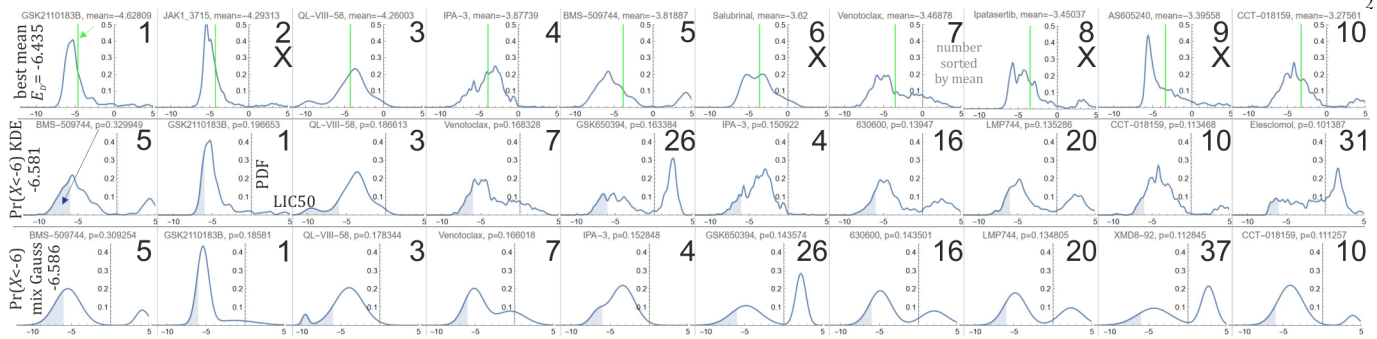 2
GSK2110183B, mean=-4.62809
JAK1_3715, mean=-4.29313
QL-VIII-58, mean=-4.26003
IPA-3, mean=-3.87739
BMS-509744, mean=-3.81887
Salubrinal, mean=-3.62
Venotoclax, mean=-3.46878
Ipatasertib, mean=-3.45037
AS605240, mean=-3.39558
CCT-018159, mean=-3.27561
1
2
X
3
4
5
6
X
7
number
sorted
by mean
8
X
9
X
10
best mean
E_D= -6.435
BMS-509744, p=0.329949
GSK2110183B, p=0.196653
QL-VIII-58, p=0.186613
Venotoclax, p=0.168328
GSK650394, p=0.163384
IPA-3, p=0.150922
630600, p=0.13947
LMP744, p=0.135286
CCT-018159, p=0.113468
Elesclomol, p=0.101387
5
1
3
7
26
4
16
20
10
31
Pr(X<-6) KDE
-6.581
PDF
LIC50
BMS-509744, p=0.309254
GSK2110183B, p=0.18581
QL-VIII-58, p=0.178344
Venotoclax, p=0.166018
IPA-3, p=0.152848
GSK650394, p=0.143574
630600, p=0.143501
LMP744, p=0.134805
XMD8-92, p=0.112845
CCT-018159, p=0.111257
5
1
3
7
4
26
16
20
37
10
Pr(X<-6)
mix Gauss
-6.586